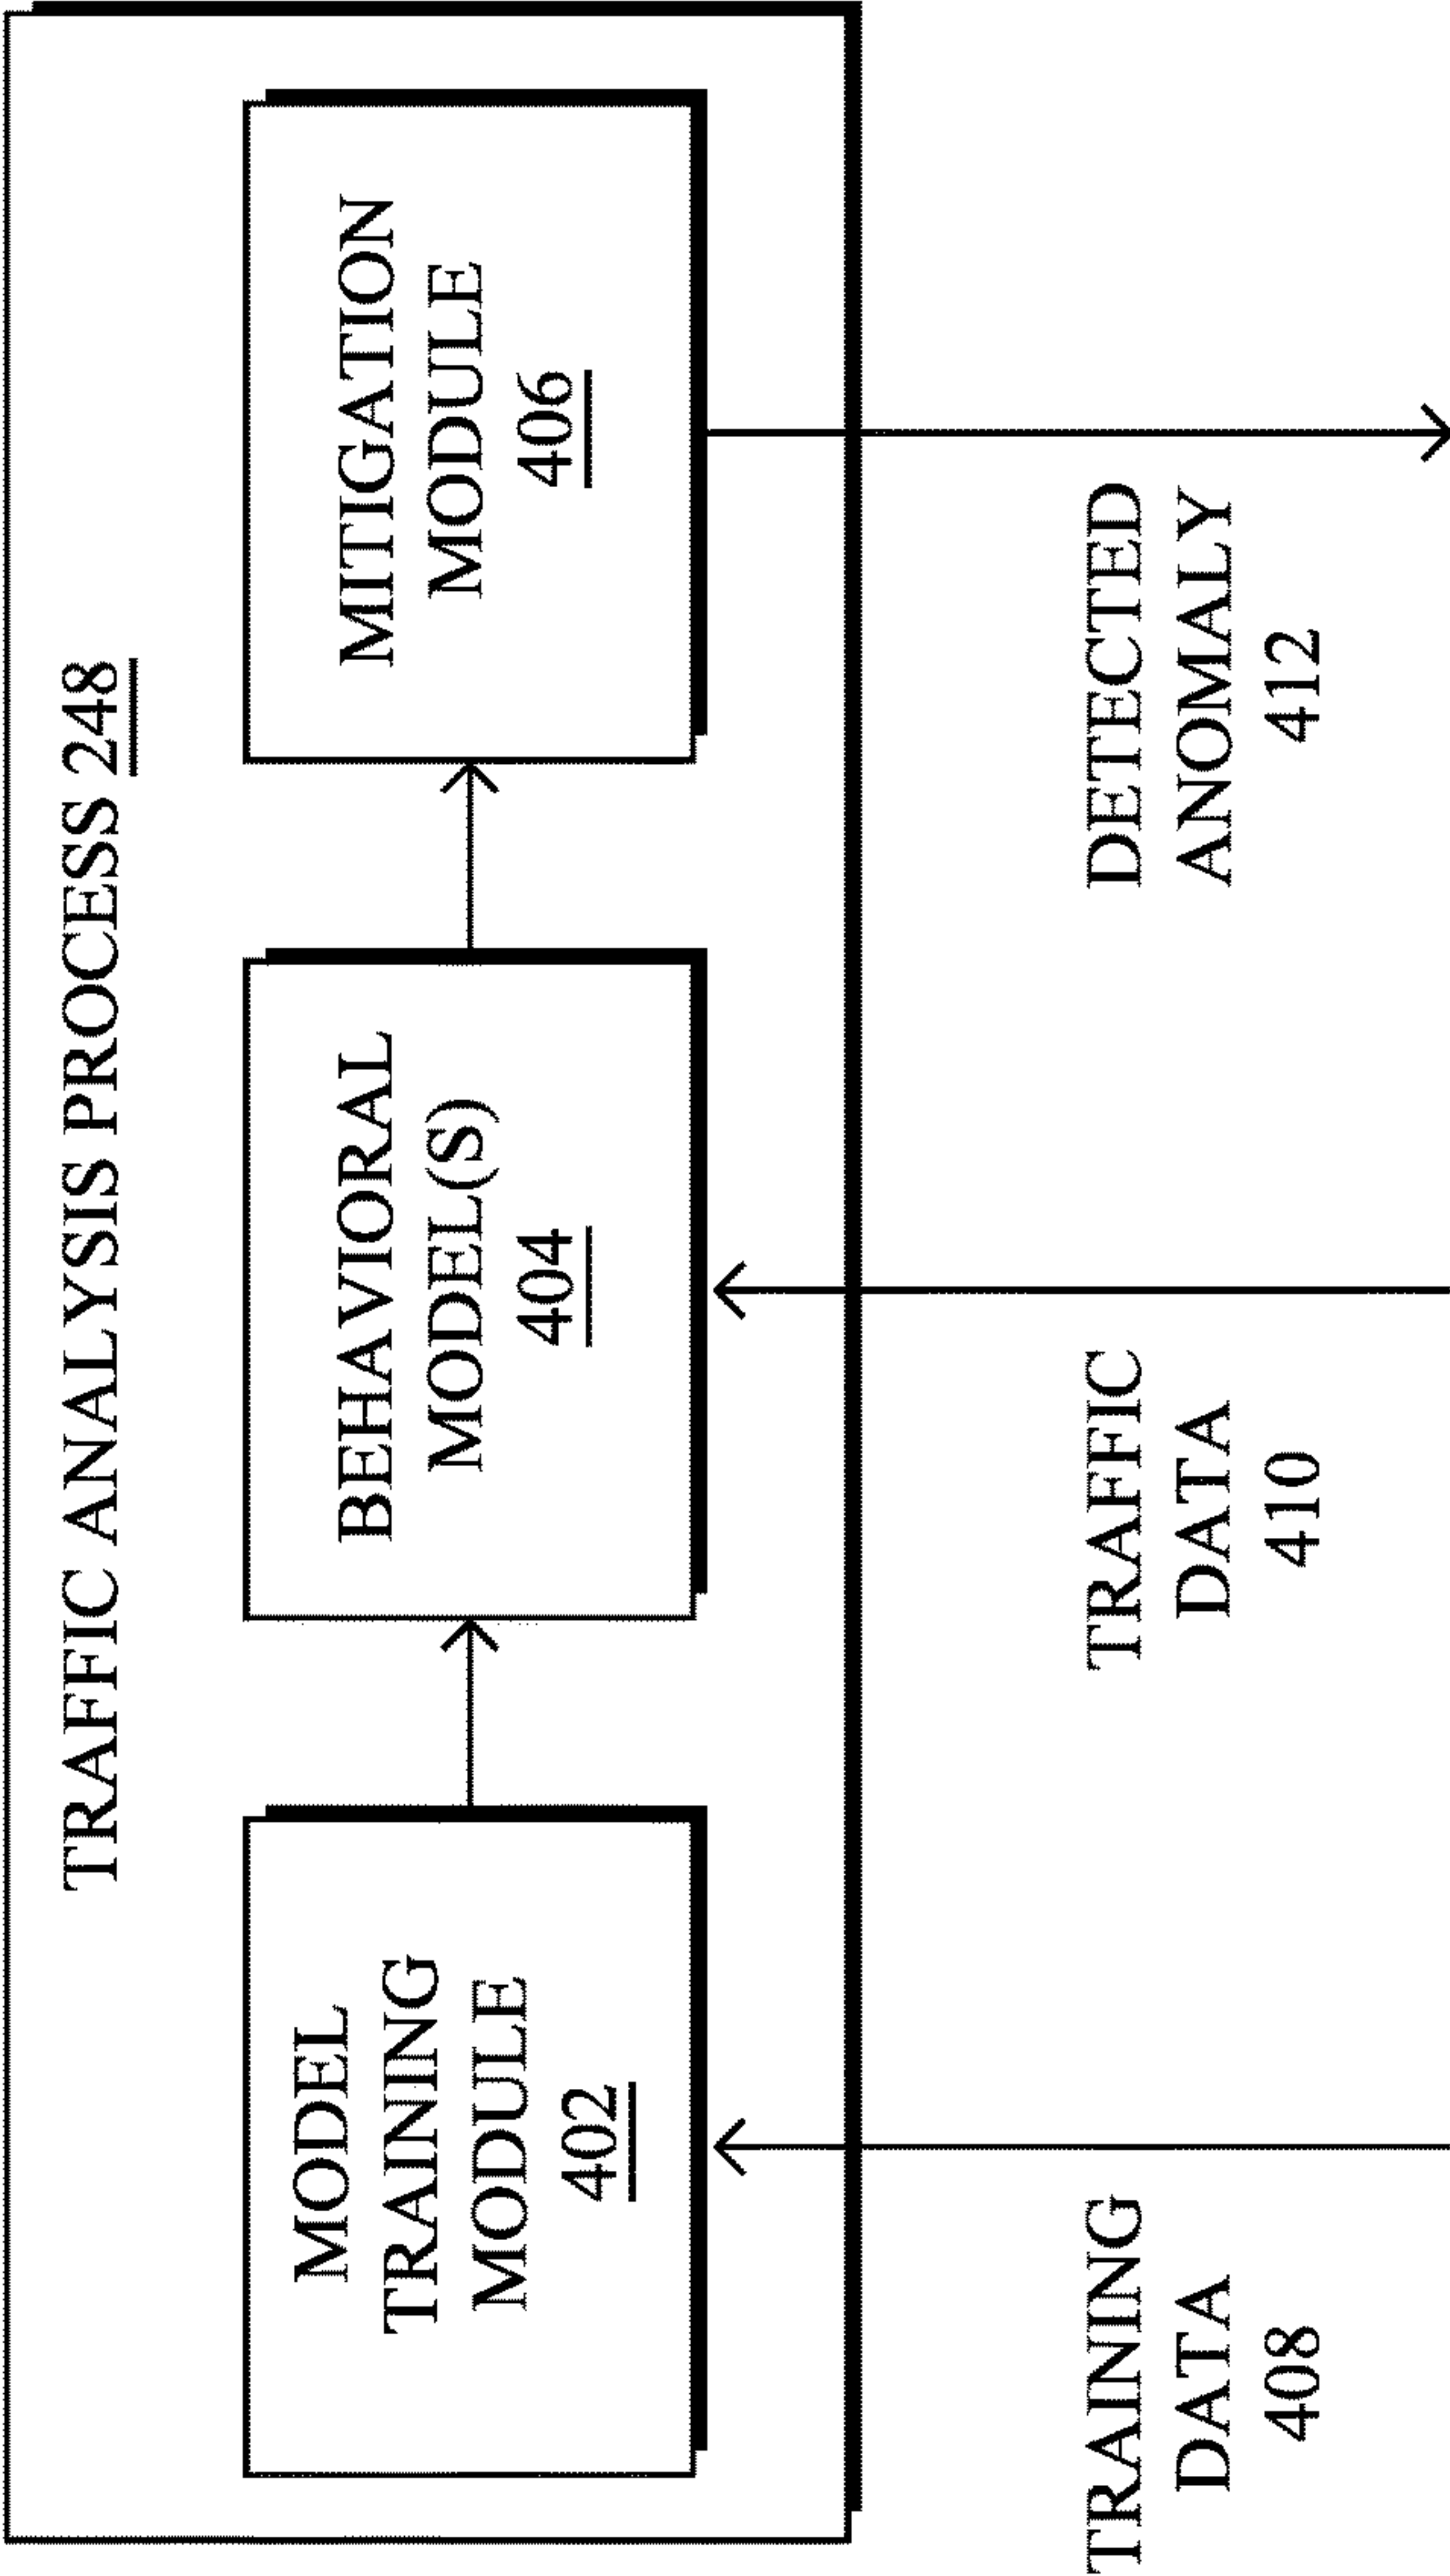 TRAFFIC ANALYSIS PROCESS 248
MODEL
TRAINING
MODULE
402
BEHAVIORAL
MODEL(S)
404
MITIGATION
MODULE
406
TRAINING
DATA
408
TRAFFIC
DATA
410
DETECTED
ANOMALY
412